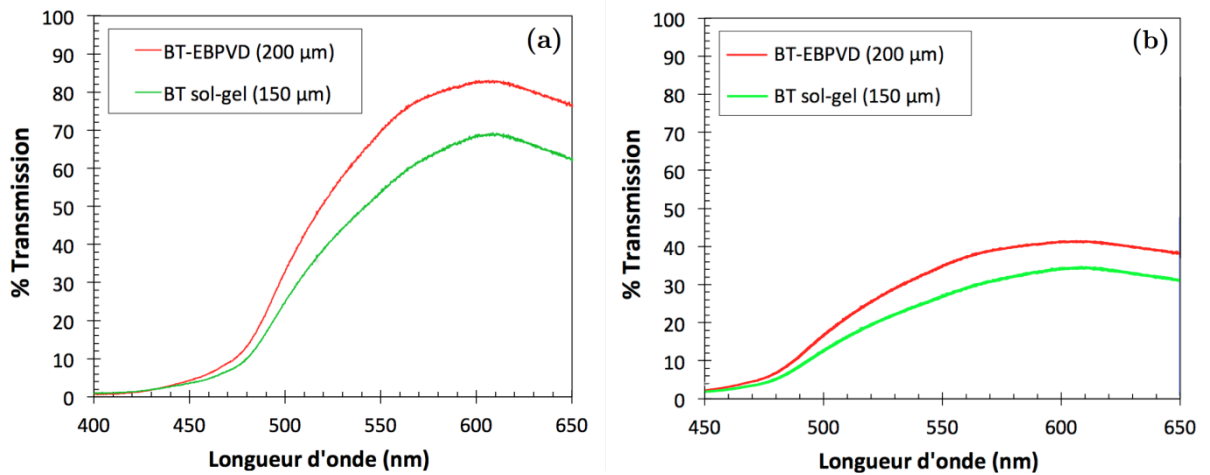 (a)
BT-EBPVD (200 µm)
BT sol-gel (150 µm)
% Transmission
100
90
80
70
60
50
40
30
20
10
0
400 450 500 550 600 650
Longueur d'onde (nm)
(b)
BT-EBPVD (200 µm)
BT sol-gel (150 µm)
% Transmission
100
90
80
70
60
50
40
30
20
10
0
450 500 550 600 650
Longueur d'onde (nm)